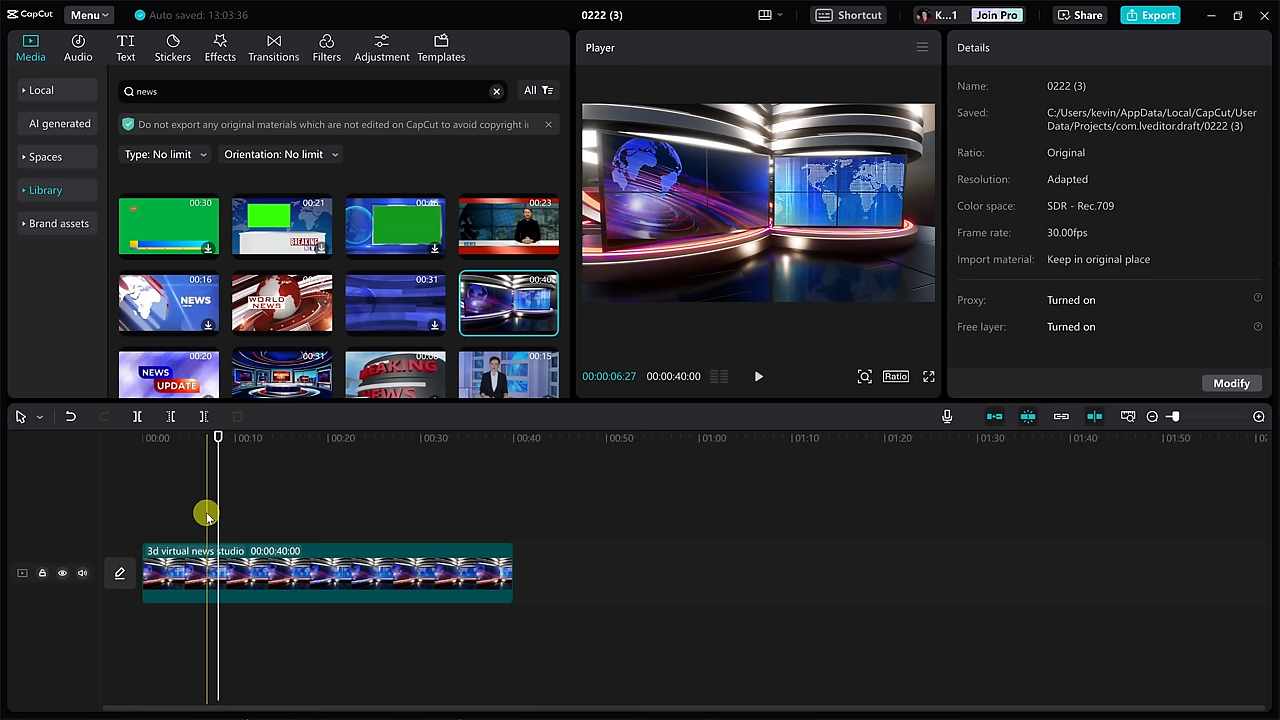 CapCut
Menu
Auto saved: 13:03:36
0222 (3)
Shortcut
K...1
Join Pro
Share
Export
Media
Audio
Text
Stickers
Effects
Transitions
Filters
Adjustment
Templates
Local
AI generated
Spaces
Library
Brand assets
news
All
Do not export any original materials which are not edited on CapCut to avoid copyright
Type: No limit
Orientation: No limit
00:30
00:21
BREAKING
00:23
00:16
NEWS
WORLD
NEWS
00:31
00:40
00:20
NEWS
UPDATE
00:31
BREAKING
NEWS
00:15
Player
00:00:06:27
00:00:40:00
Ratio
Details
Name:
0222 (3)
Saved:
C:/Users/kevin/AppData/Local/CapCut/User
Data/Projects/com.lveditor.draft/0222 (3)
Ratio:
Original
Resolution:
Adapted
Color space:
SDR - Rec.709
Frame rate:
30.00fps
Import material:
Keep in original place
Proxy:
Turned on
Free layer:
Turned on
Modify
00:00
00:10
00:20
00:30
00:40
00:50
01:00
01:10
01:20
01:30
01:40
01:50
3d virtual news studio 00:00:40:00